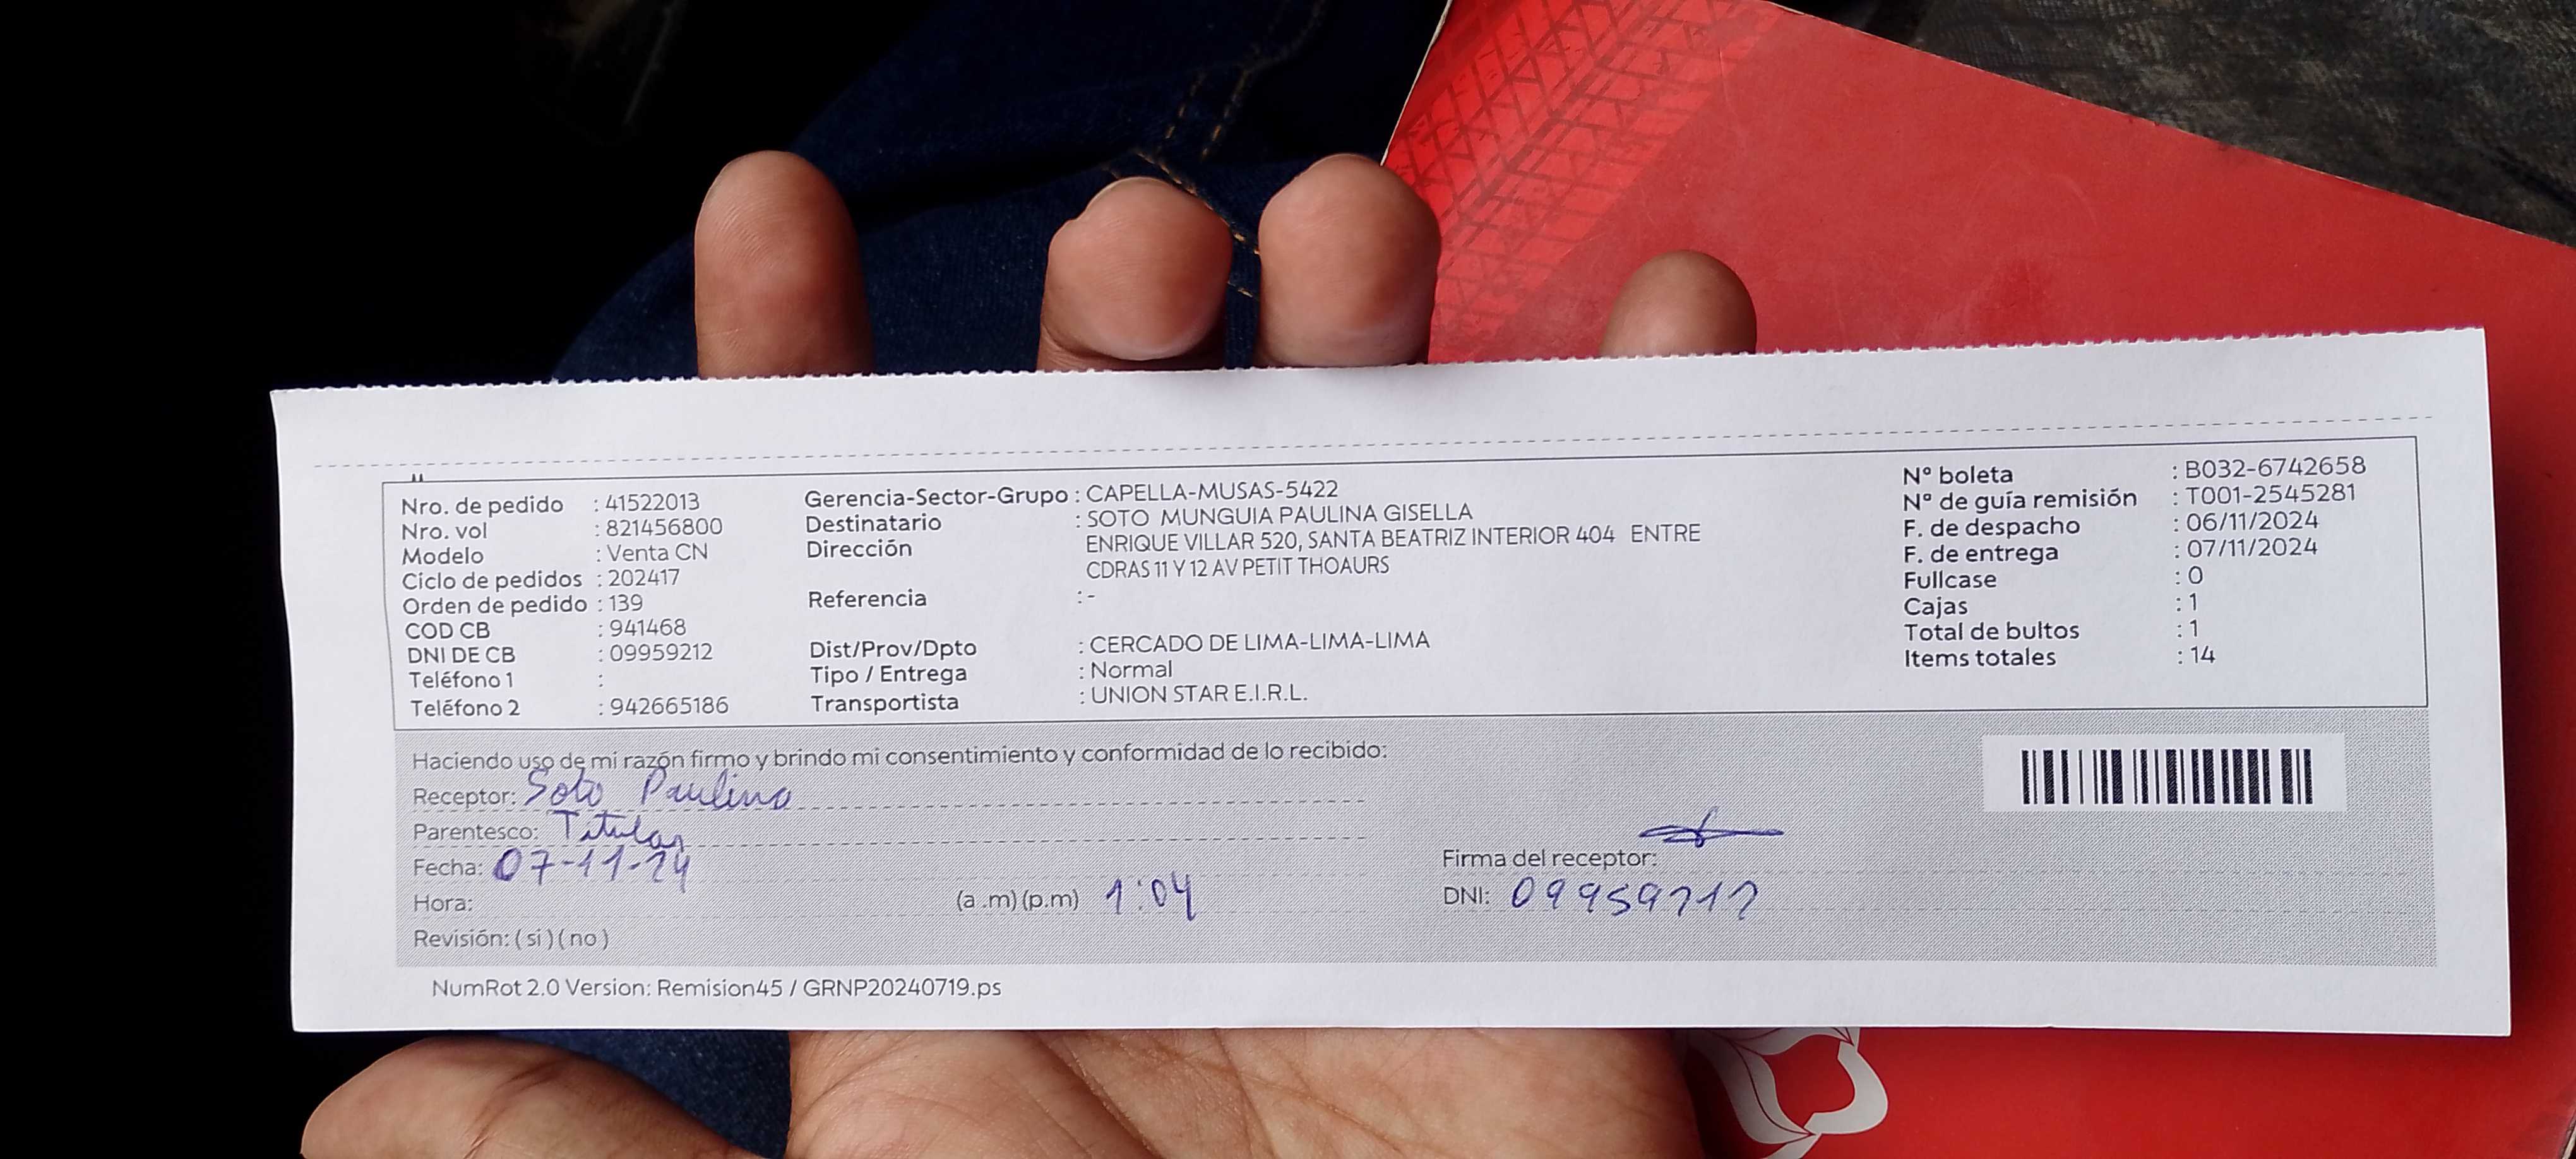 Nro. de pedido : 41522013
Nro. vol : 821456800
Modelo : Venta CN
Ciclo de pedidos : 202417
Orden de pedido : 139
COD CB : 941468
DNI DE CB : 09959212
Teléfono 1 :
Teléfono 2 : 942665186
Gerencia-Sector-Grupo : CAPELLA-MUSAS-5422
Destinatario : SOTO MUNGUIA PAULINA GISELLA
Dirección ENRIQUE VILLAR 520, SANTA BEATRIZ INTERIOR 404 ENTRE
CDRAS 11 Y 12 AV PETIT THOAURS
Referencia : -
Dist/Prov/Dpto : CERCADO DE LIMA-LIMA-LIMA
Tipo / Entrega : Normal
Transportista : UNION STAR E.I.R.L.
N° boleta : B032-6742658
N° de guía remisión : T001-2545281
F. de despacho : 06/11/2024
F. de entrega : 07/11/2024
Fullcase : 0
Cajas : 1
Total de bultos : 1
Items totales : 14
Haciendo uso de mi razón firmo y brindo mi consentimiento y conformidad de lo recibido:
Receptor: Soto Paulina
Parentesco: Titular
Fecha: 07-11-24
Hora: (a .m) (p.m) 1:04
Revisión: ( si ) ( no )
Firma del receptor:
DNI: 09959212
NumRot 2.0 Version: Remision45 / GRNP20240719.ps